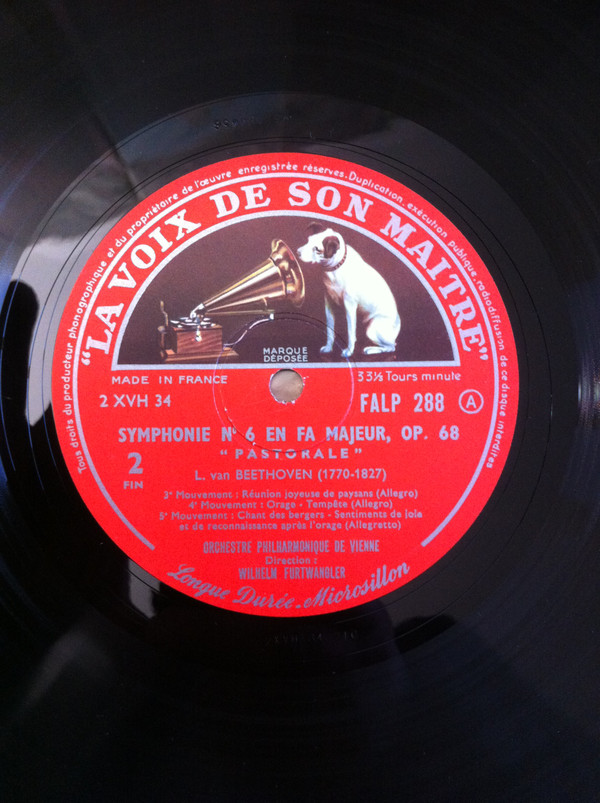 Tous droits du producteur phonographique et du propriétaire de l'œuvre enregistrée réservés. Duplication, exécution publique, radiodiffusion de ce disque interdites
"LA VOIX DE SON MAITRE"
MARQUE
DÉPOSÉE
MADE IN FRANCE 33⅓ Tours minute
2 XVH 34 FALP 288 A
SYMPHONIE N° 6 EN FA MAJEUR, OP. 68
"PASTORALE"
2
FIN
L. van BEETHOVEN (1770-1827)
3e Mouvement : Réunion joyeuse de paysans (Allegro)
4e Mouvement : Orage - Tempête (Allegro)
5e Mouvement : Chant des bergers - Sentiments de joie
et de reconnaissance après l'orage (Allegretto)
ORCHESTRE PHILHARMONIQUE DE VIENNE
Direction :
WILHELM FURTWANGLER
Longue Durée-Microsillon